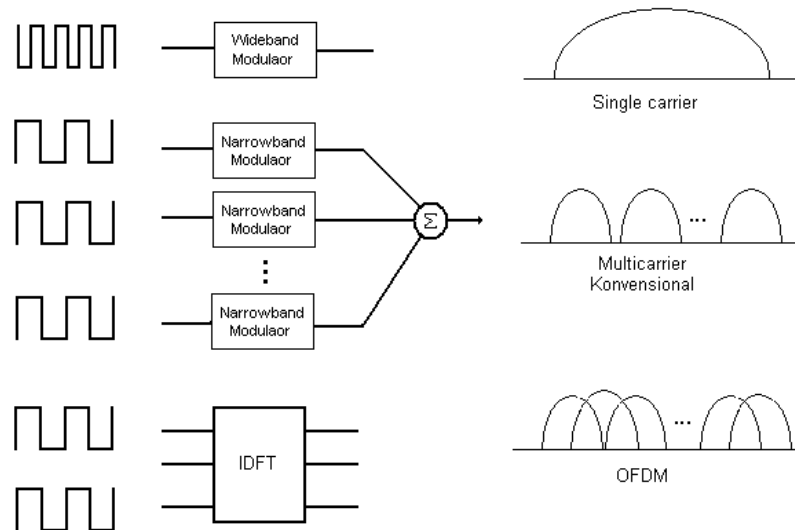 Wideband
Modulaor
Single carrier
Narrowband
Modulaor
Narrowband
Modulaor
Σ
...
Multicarrier
Konvensional
Narrowband
Modulaor
IDFT
...
OFDM